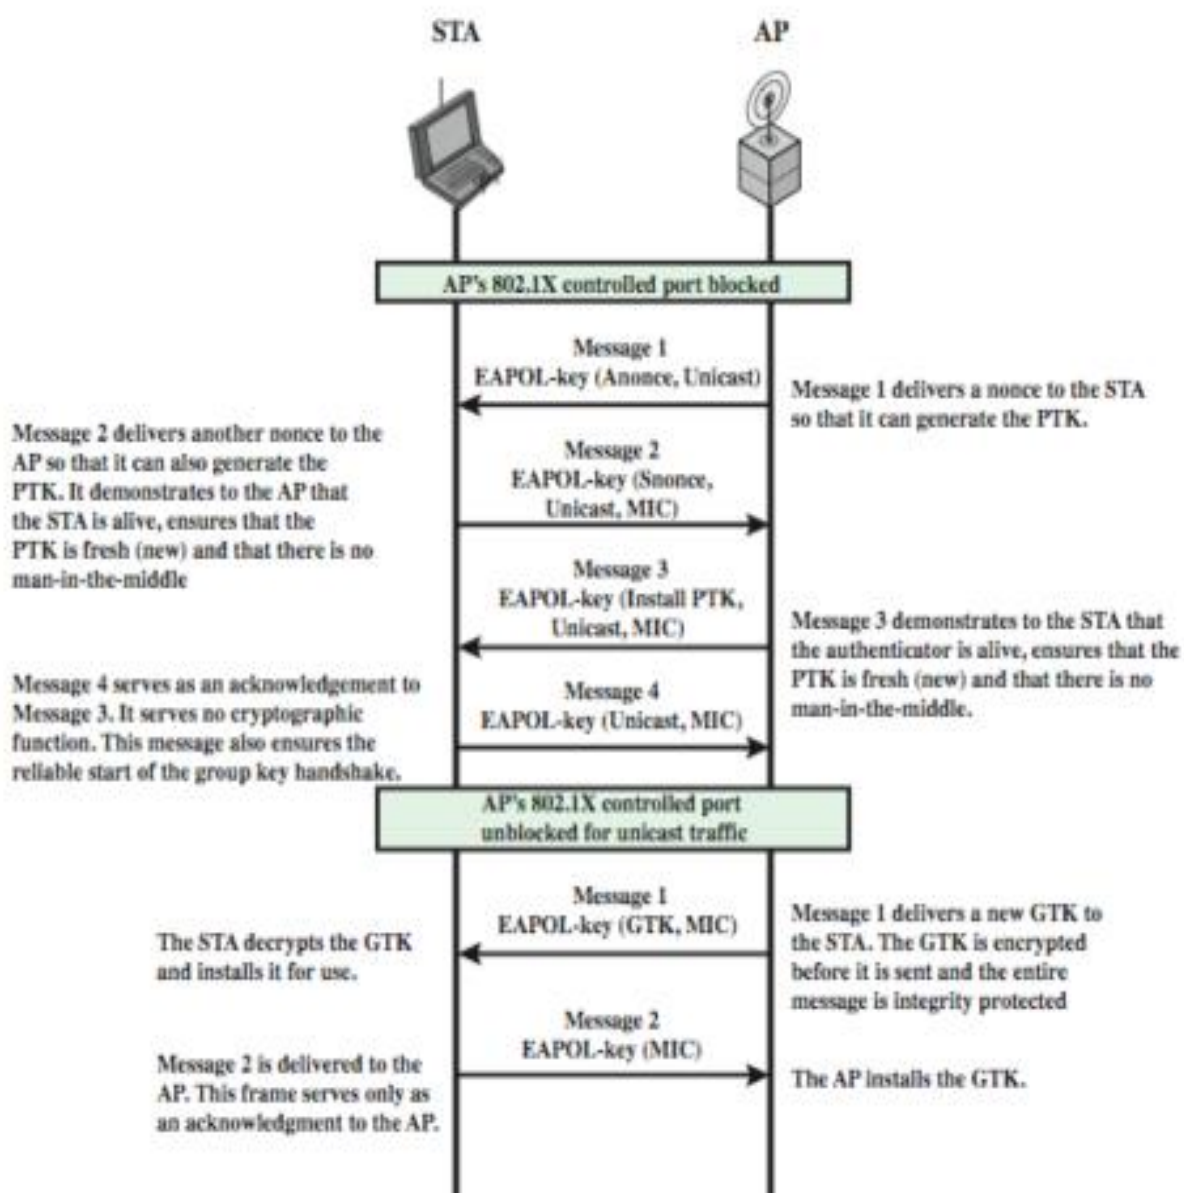 STA
AP
AP's 802.1X controlled port blocked
Message 1
EAPOL-key (Anonce, Unicast)
Message 1 delivers a nonce to the STA
so that it can generate the PTK.
Message 2 delivers another nonce to the
AP so that it can also generate the
PTK. It demonstrates to the AP that
the STA is alive, ensures that the
PTK is fresh (new) and that there is no
man-in-the-middle
Message 2
EAPOL-key (Snonce,
Unicast, MIC)
Message 3
EAPOL-key (Install PTK,
Unicast, MIC)
Message 3 demonstrates to the STA that
the authenticator is alive, ensures that the
PTK is fresh (new) and that there is no
man-in-the-middle.
Message 4 serves as an acknowledgement to
Message 3. It serves no cryptographic
function. This message also ensures the
reliable start of the group key handshake.
Message 4
EAPOL-key (Unicast, MIC)
AP's 802.1X controlled port
unblocked for unicast traffic
Message 1
EAPOL-key (GTK, MIC)
Message 1 delivers a new GTK to
the STA. The GTK is encrypted
before it is sent and the entire
message is integrity protected
The STA decrypts the GTK
and installs it for use.
Message 2
EAPOL-key (MIC)
Message 2 is delivered to the
AP. This frame serves only as
an acknowledgment to the AP.
The AP installs the GTK.